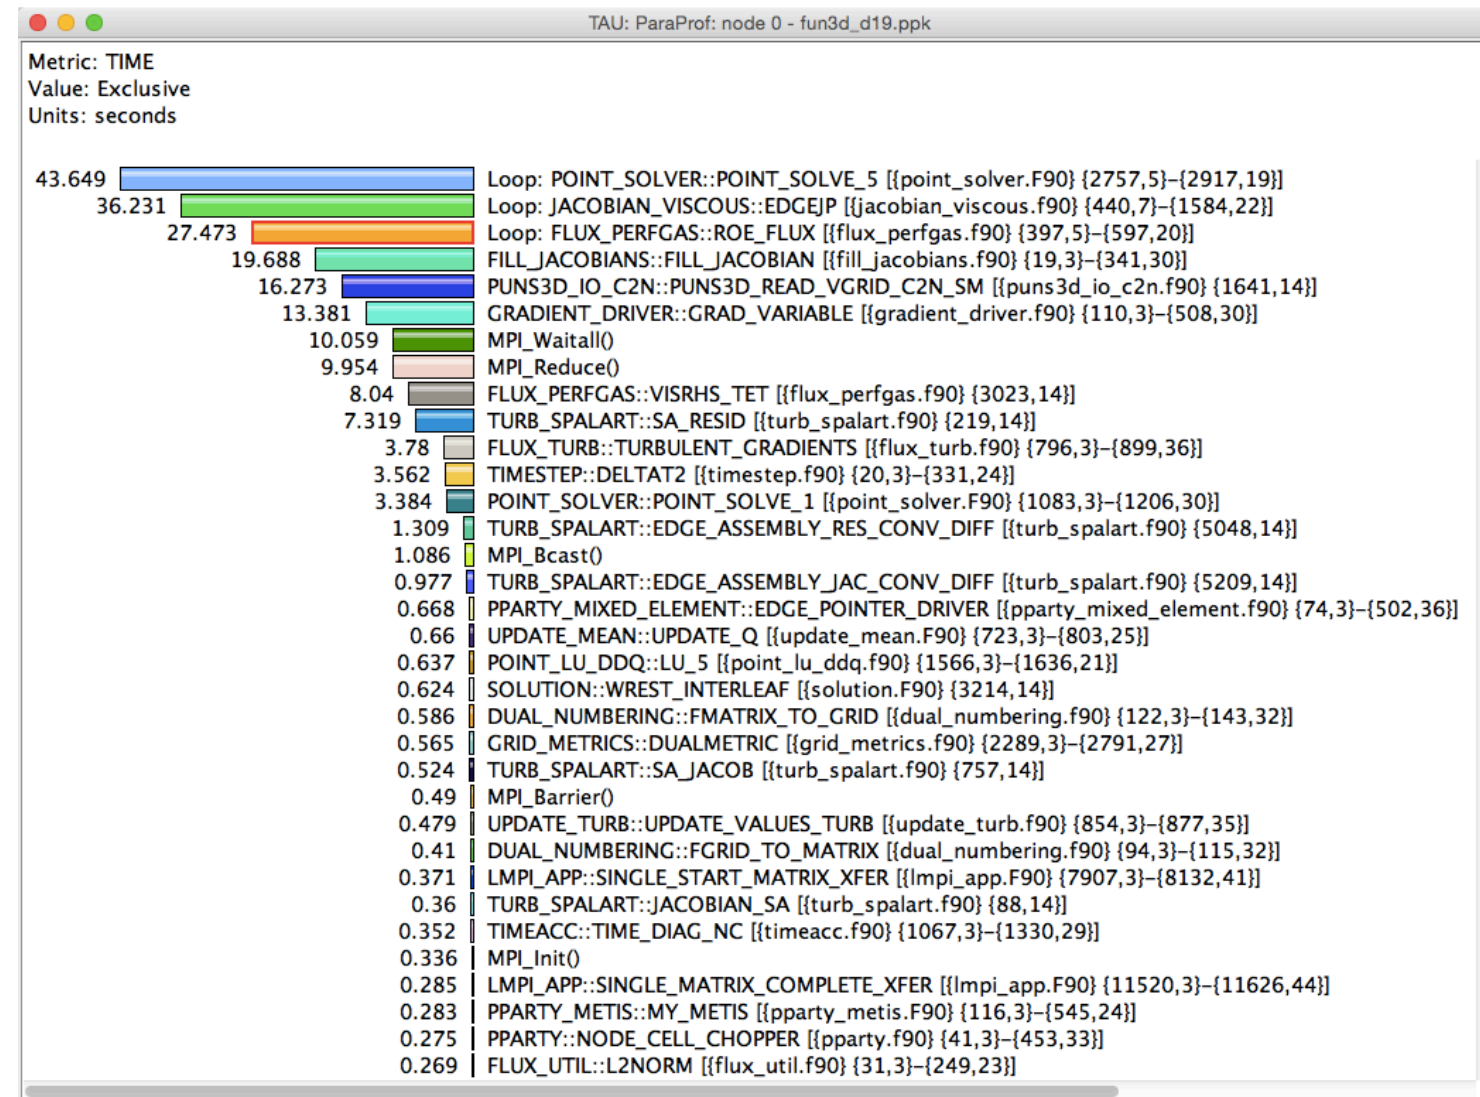 TAU: ParaProf: node 0 - fun3d_d19.ppk
Metric: TIME
Value: Exclusive
Units: seconds
43.649 Loop: POINT_SOLVER::POINT_SOLVE_5 [{point_solver.F90} {2757,5}-{2917,19}]
36.231 Loop: JACOBIAN_VISCOUS::EDGEJP [{jacobian_viscous.f90} {440,7}-{1584,22}]
27.473 Loop: FLUX_PERFGAS::ROE_FLUX [{flux_perfgas.f90} {397,5}-{597,20}]
19.688 FILL_JACOBIANS::FILL_JACOBIAN [{fill_jacobians.f90} {19,3}-{341,30}]
16.273 PUNS3D_IO_C2N::PUNS3D_READ_VGRID_C2N_SM [{puns3d_io_c2n.f90} {1641,14}]
13.381 GRADIENT_DRIVER::GRAD_VARIABLE [{gradient_driver.f90} {110,3}-{508,30}]
10.059 MPI_Waitall()
9.954 MPI_Reduce()
8.04 FLUX_PERFGAS::VISRHS_TET [{flux_perfgas.f90} {3023,14}]
7.319 TURB_SPALART::SA_RESID [{turb_spalart.f90} {219,14}]
3.78 FLUX_TURB::TURBULENT_GRADIENTS [{flux_turb.f90} {796,3}-{899,36}]
3.562 TIMESTEP::DELTAT2 [{timestep.f90} {20,3}-{331,24}]
3.384 POINT_SOLVER::POINT_SOLVE_1 [{point_solver.F90} {1083,3}-{1206,30}]
1.309 TURB_SPALART::EDGE_ASSEMBLY_RES_CONV_DIFF [{turb_spalart.f90} {5048,14}]
1.086 MPI_Bcast()
0.977 TURB_SPALART::EDGE_ASSEMBLY_JAC_CONV_DIFF [{turb_spalart.f90} {5209,14}]
0.668 PPARTY_MIXED_ELEMENT::EDGE_POINTER_DRIVER [{pparty_mixed_element.f90} {74,3}-{502,36}]
0.66 UPDATE_MEAN::UPDATE_Q [{update_mean.F90} {723,3}-{803,25}]
0.637 POINT_LU_DDQ::LU_5 [{point_lu_ddq.f90} {1566,3}-{1636,21}]
0.624 SOLUTION::WREST_INTERLEAF [{solution.F90} {3214,14}]
0.586 DUAL_NUMBERING::FMATRIX_TO_GRID [{dual_numbering.f90} {122,3}-{143,32}]
0.565 GRID_METRICS::DUALMETRIC [{grid_metrics.f90} {2289,3}-{2791,27}]
0.524 TURB_SPALART::SA_JACOB [{turb_spalart.f90} {757,14}]
0.49 MPI_Barrier()
0.479 UPDATE_TURB::UPDATE_VALUES_TURB [{update_turb.f90} {854,3}-{877,35}]
0.41 DUAL_NUMBERING::FGRID_TO_MATRIX [{dual_numbering.f90} {94,3}-{115,32}]
0.371 LMPI_APP::SINGLE_START_MATRIX_XFER [{lmpi_app.F90} {7907,3}-{8132,41}]
0.36 TURB_SPALART::JACOBIAN_SA [{turb_spalart.f90} {88,14}]
0.352 TIMEACC::TIME_DIAG_NC [{timeacc.f90} {1067,3}-{1330,29}]
0.336 MPI_Init()
0.285 LMPI_APP::SINGLE_MATRIX_COMPLETE_XFER [{lmpi_app.F90} {11520,3}-{11626,44}]
0.283 PPARTY_METIS::MY_METIS [{pparty_metis.F90} {116,3}-{545,24}]
0.275 PPARTY::NODE_CELL_CHOPPER [{pparty.f90} {41,3}-{453,33}]
0.269 FLUX_UTIL::L2NORM [{flux_util.f90} {31,3}-{249,23}]